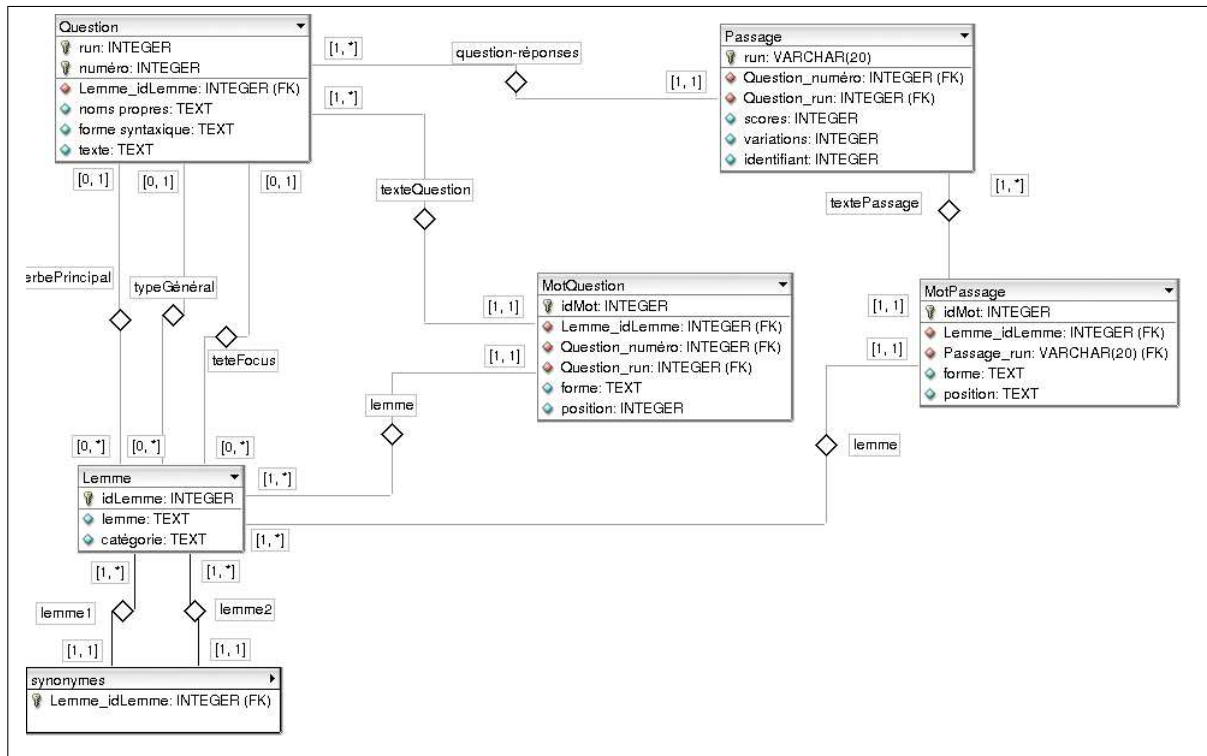 Question
run: INTEGER
numéro: INTEGER
Lemme_idLemme: INTEGER (FK)
noms propres: TEXT
forme syntaxique: TEXT
texte: TEXT
[1, *]
question-réponses
[1, 1]
Passage
run: VARCHAR(20)
Question_numéro: INTEGER (FK)
Question_run: INTEGER (FK)
scores: INTEGER
variations: INTEGER
identifiant: INTEGER
[1, *]
[0, 1]
[0, 1]
[0, 1]
texteQuestion
textePassage
[1, *]
erbePrincipal
typeGénéral
teteFocus
MotQuestion
idMot: INTEGER
Lemme_idLemme: INTEGER (FK)
Question_numéro: INTEGER (FK)
Question_run: INTEGER (FK)
forme: TEXT
position: INTEGER
[1, 1]
[1, 1]
MotPassage
idMot: INTEGER
Lemme_idLemme: INTEGER (FK)
Passage_run: VARCHAR(20) (FK)
forme: TEXT
position: TEXT
[1, 1]
[1, 1]
lemme
lemme
[0, *]
[0, *]
[0, *]
Lemme
idLemme: INTEGER
lemme: TEXT
catégorie: TEXT
[1, *]
[1, *]
[1, *]
[1, *]
lemme1
lemme2
[1, 1]
[1, 1]
synonymes
Lemme_idLemme: INTEGER (FK)